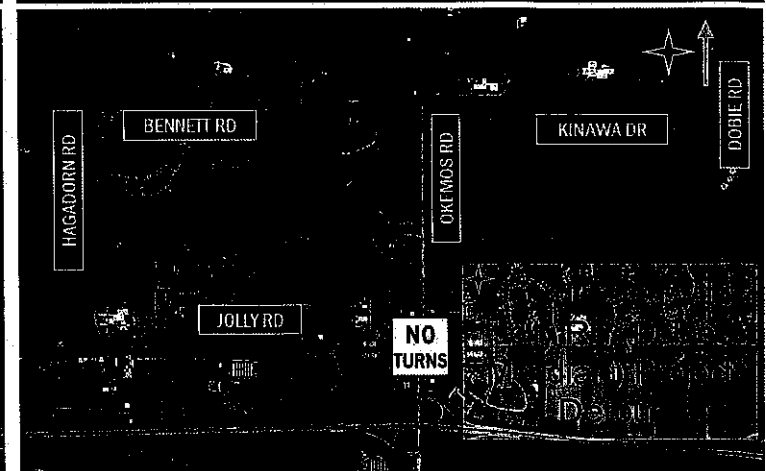 BENNETT RD
KINAWA DR
DOBIE RD
HAGADORN RD
OKEMOS RD
JOLLY RD
NO
TURNS